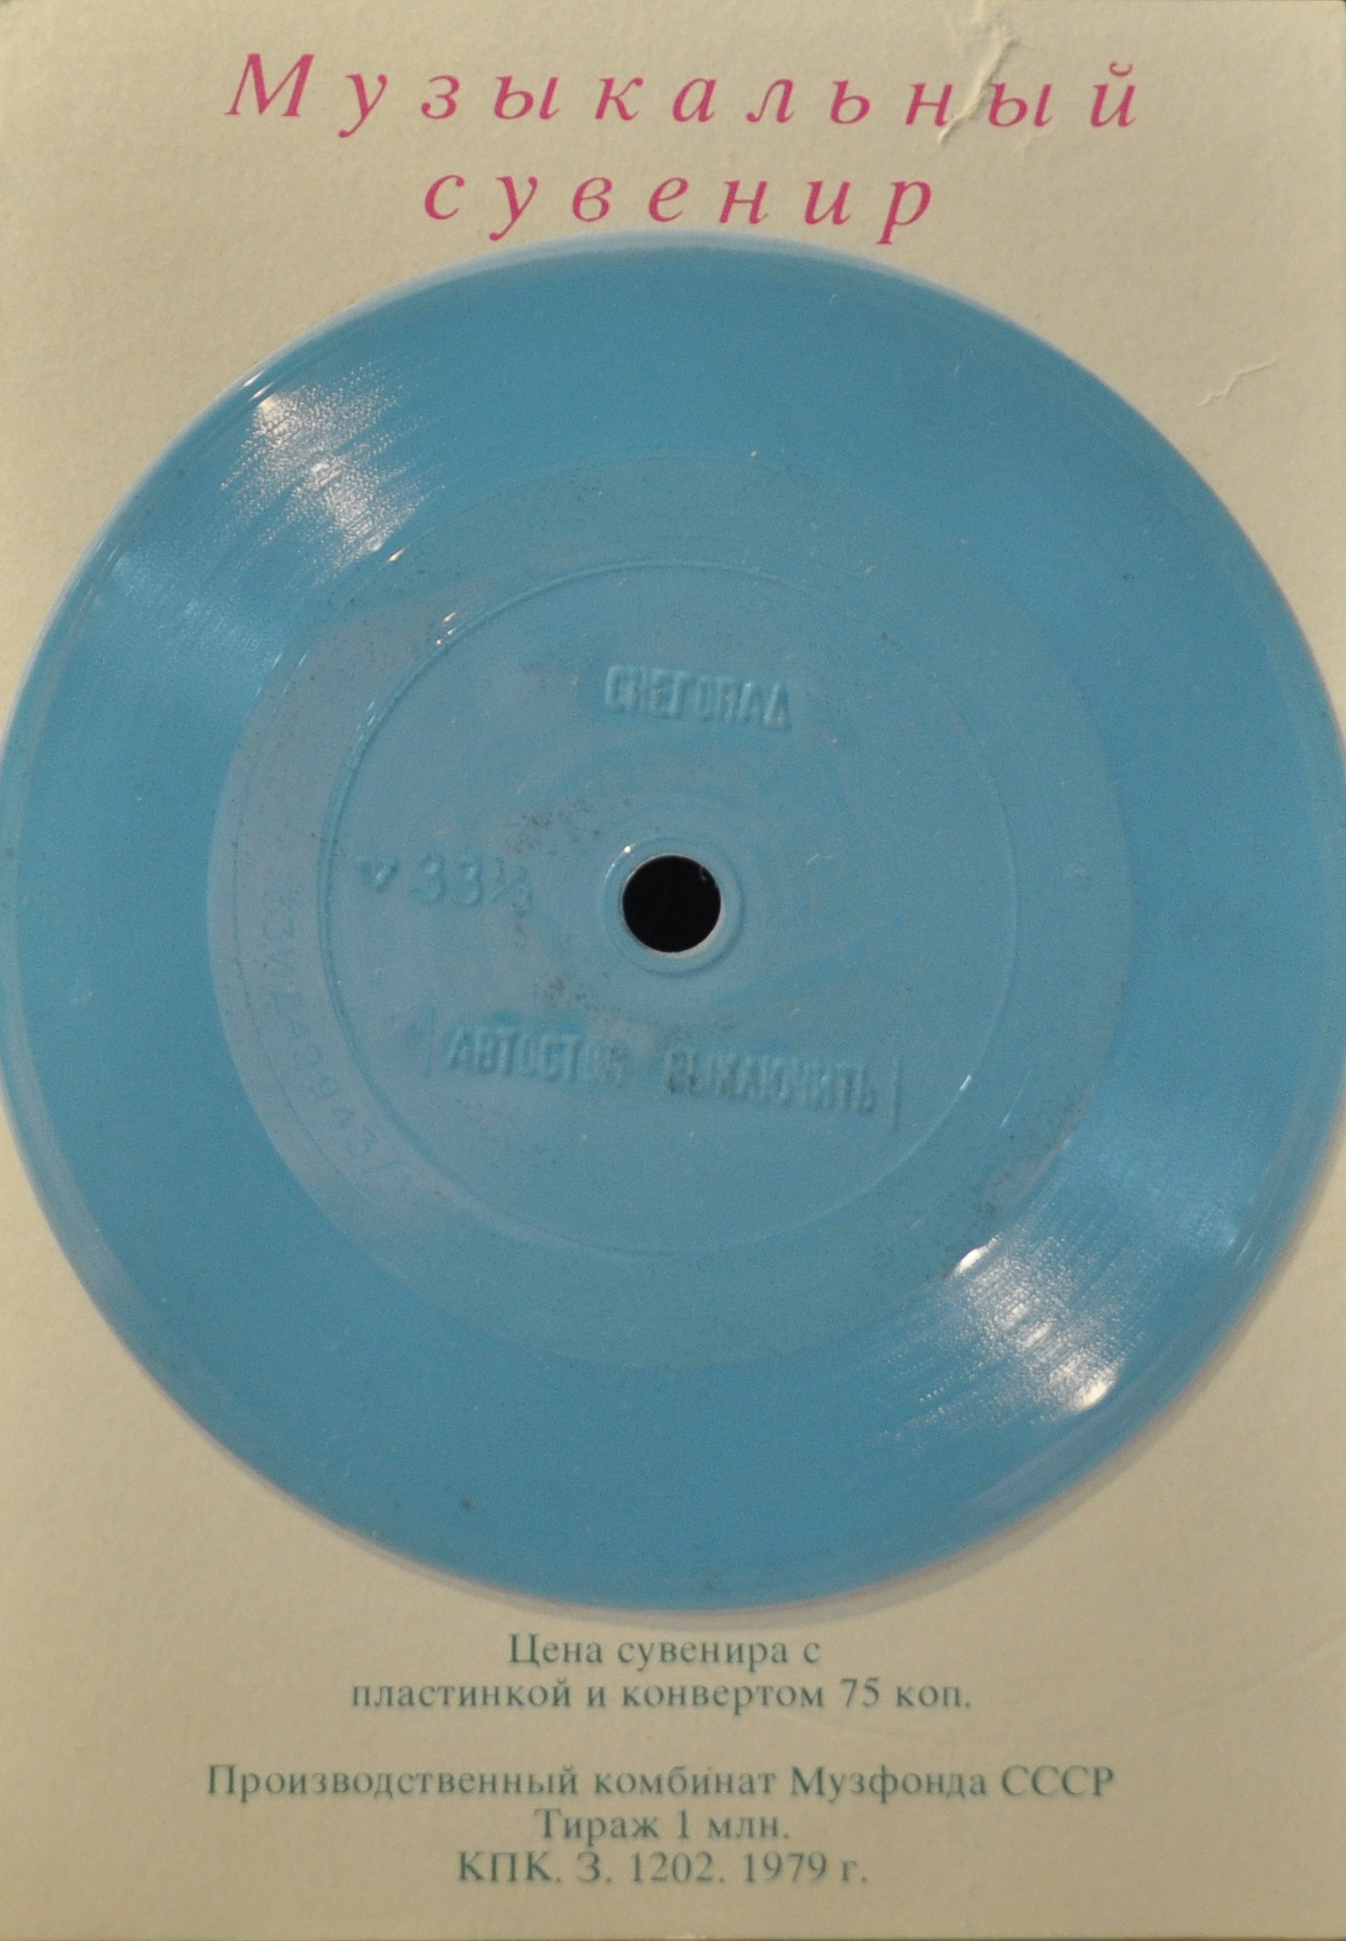 Музыкальный
сувенир
СНЕГОПАД
▽ 33⅓
33ИД42943/
АВТОСТОП ВЫКЛЮЧИТЬ
Цена сувенира с
пластинкой и конвертом 75 коп.
Производственный комбинат Музфонда СССР
Тираж 1 млн.
КПК. З. 1202. 1979 г.